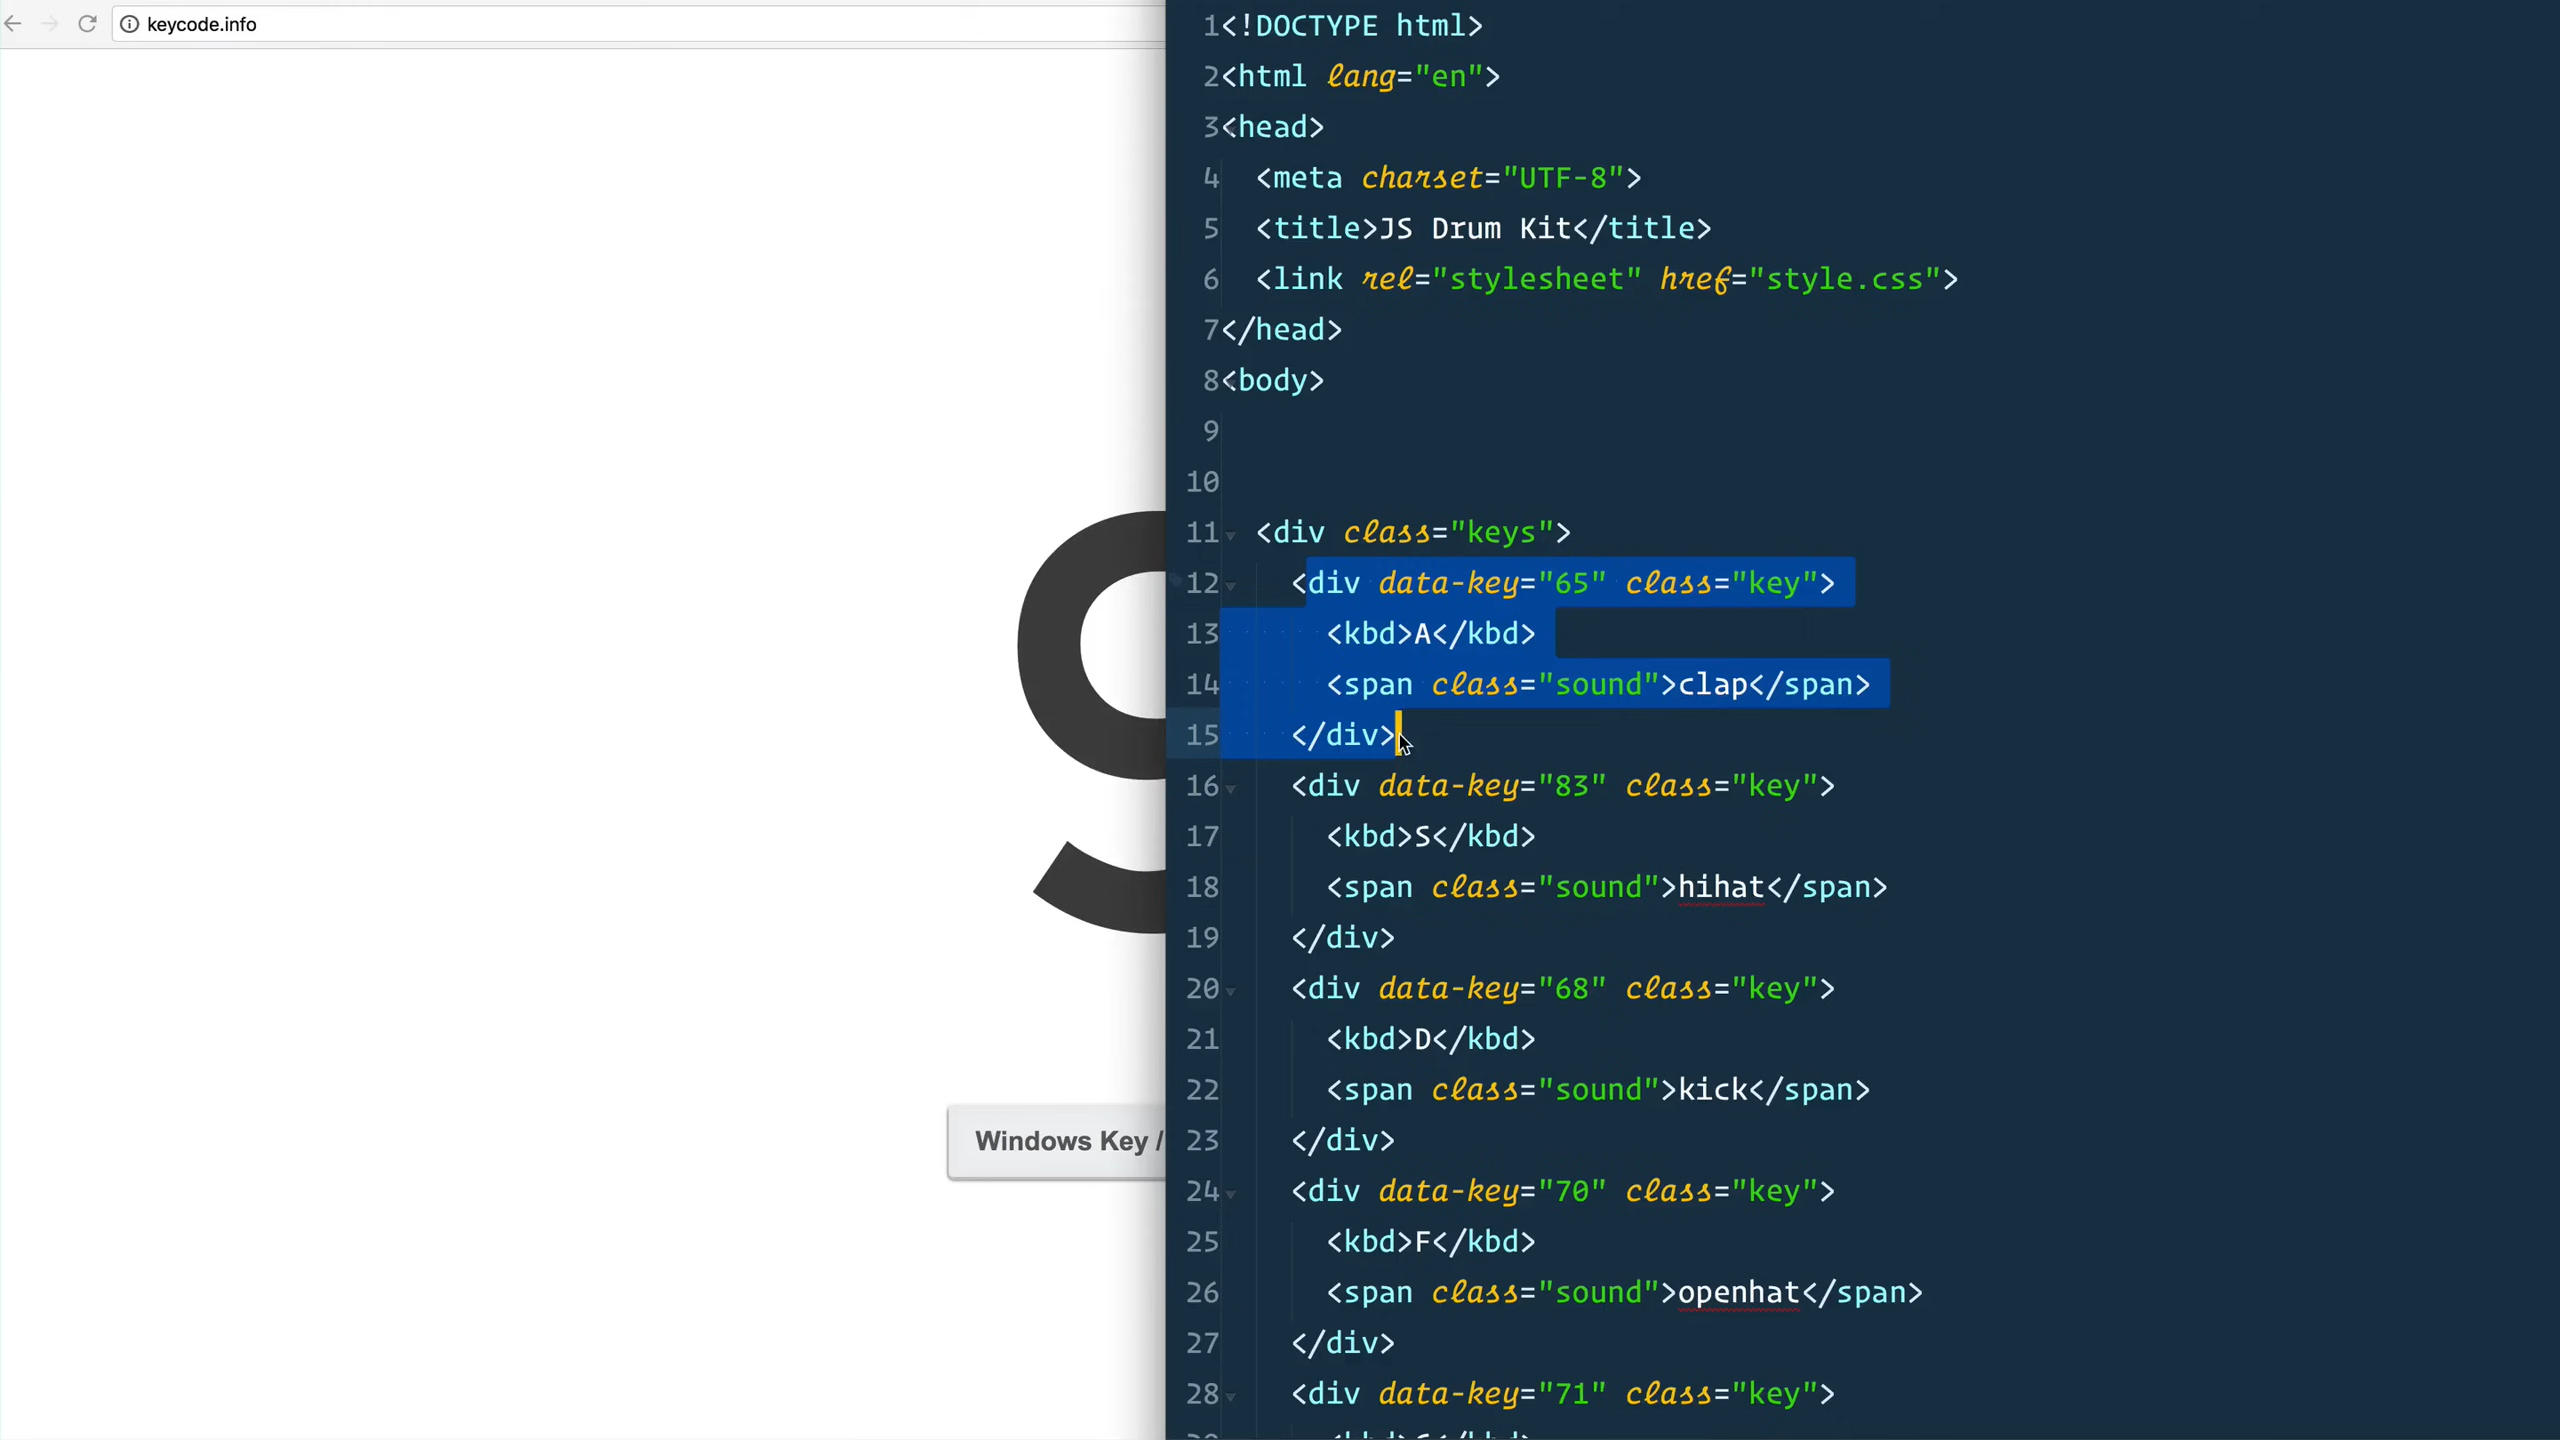 keycode.info
9
Windows Key /
1 <!DOCTYPE html>
2 <html lang="en">
3 <head>
4 <meta charset="UTF-8">
5 <title>JS Drum Kit</title>
6 <link rel="stylesheet" href="style.css">
7 </head>
8 <body>
9
10
11 <div class="keys">
12 <div data-key="65" class="key">
13 <kbd>A</kbd>
14 <span class="sound">clap</span>
15 </div>
16 <div data-key="83" class="key">
17 <kbd>S</kbd>
18 <span class="sound">hihat</span>
19 </div>
20 <div data-key="68" class="key">
21 <kbd>D</kbd>
22 <span class="sound">kick</span>
23 </div>
24 <div data-key="70" class="key">
25 <kbd>F</kbd>
26 <span class="sound">openhat</span>
27 </div>
28 <div data-key="71" class="key">